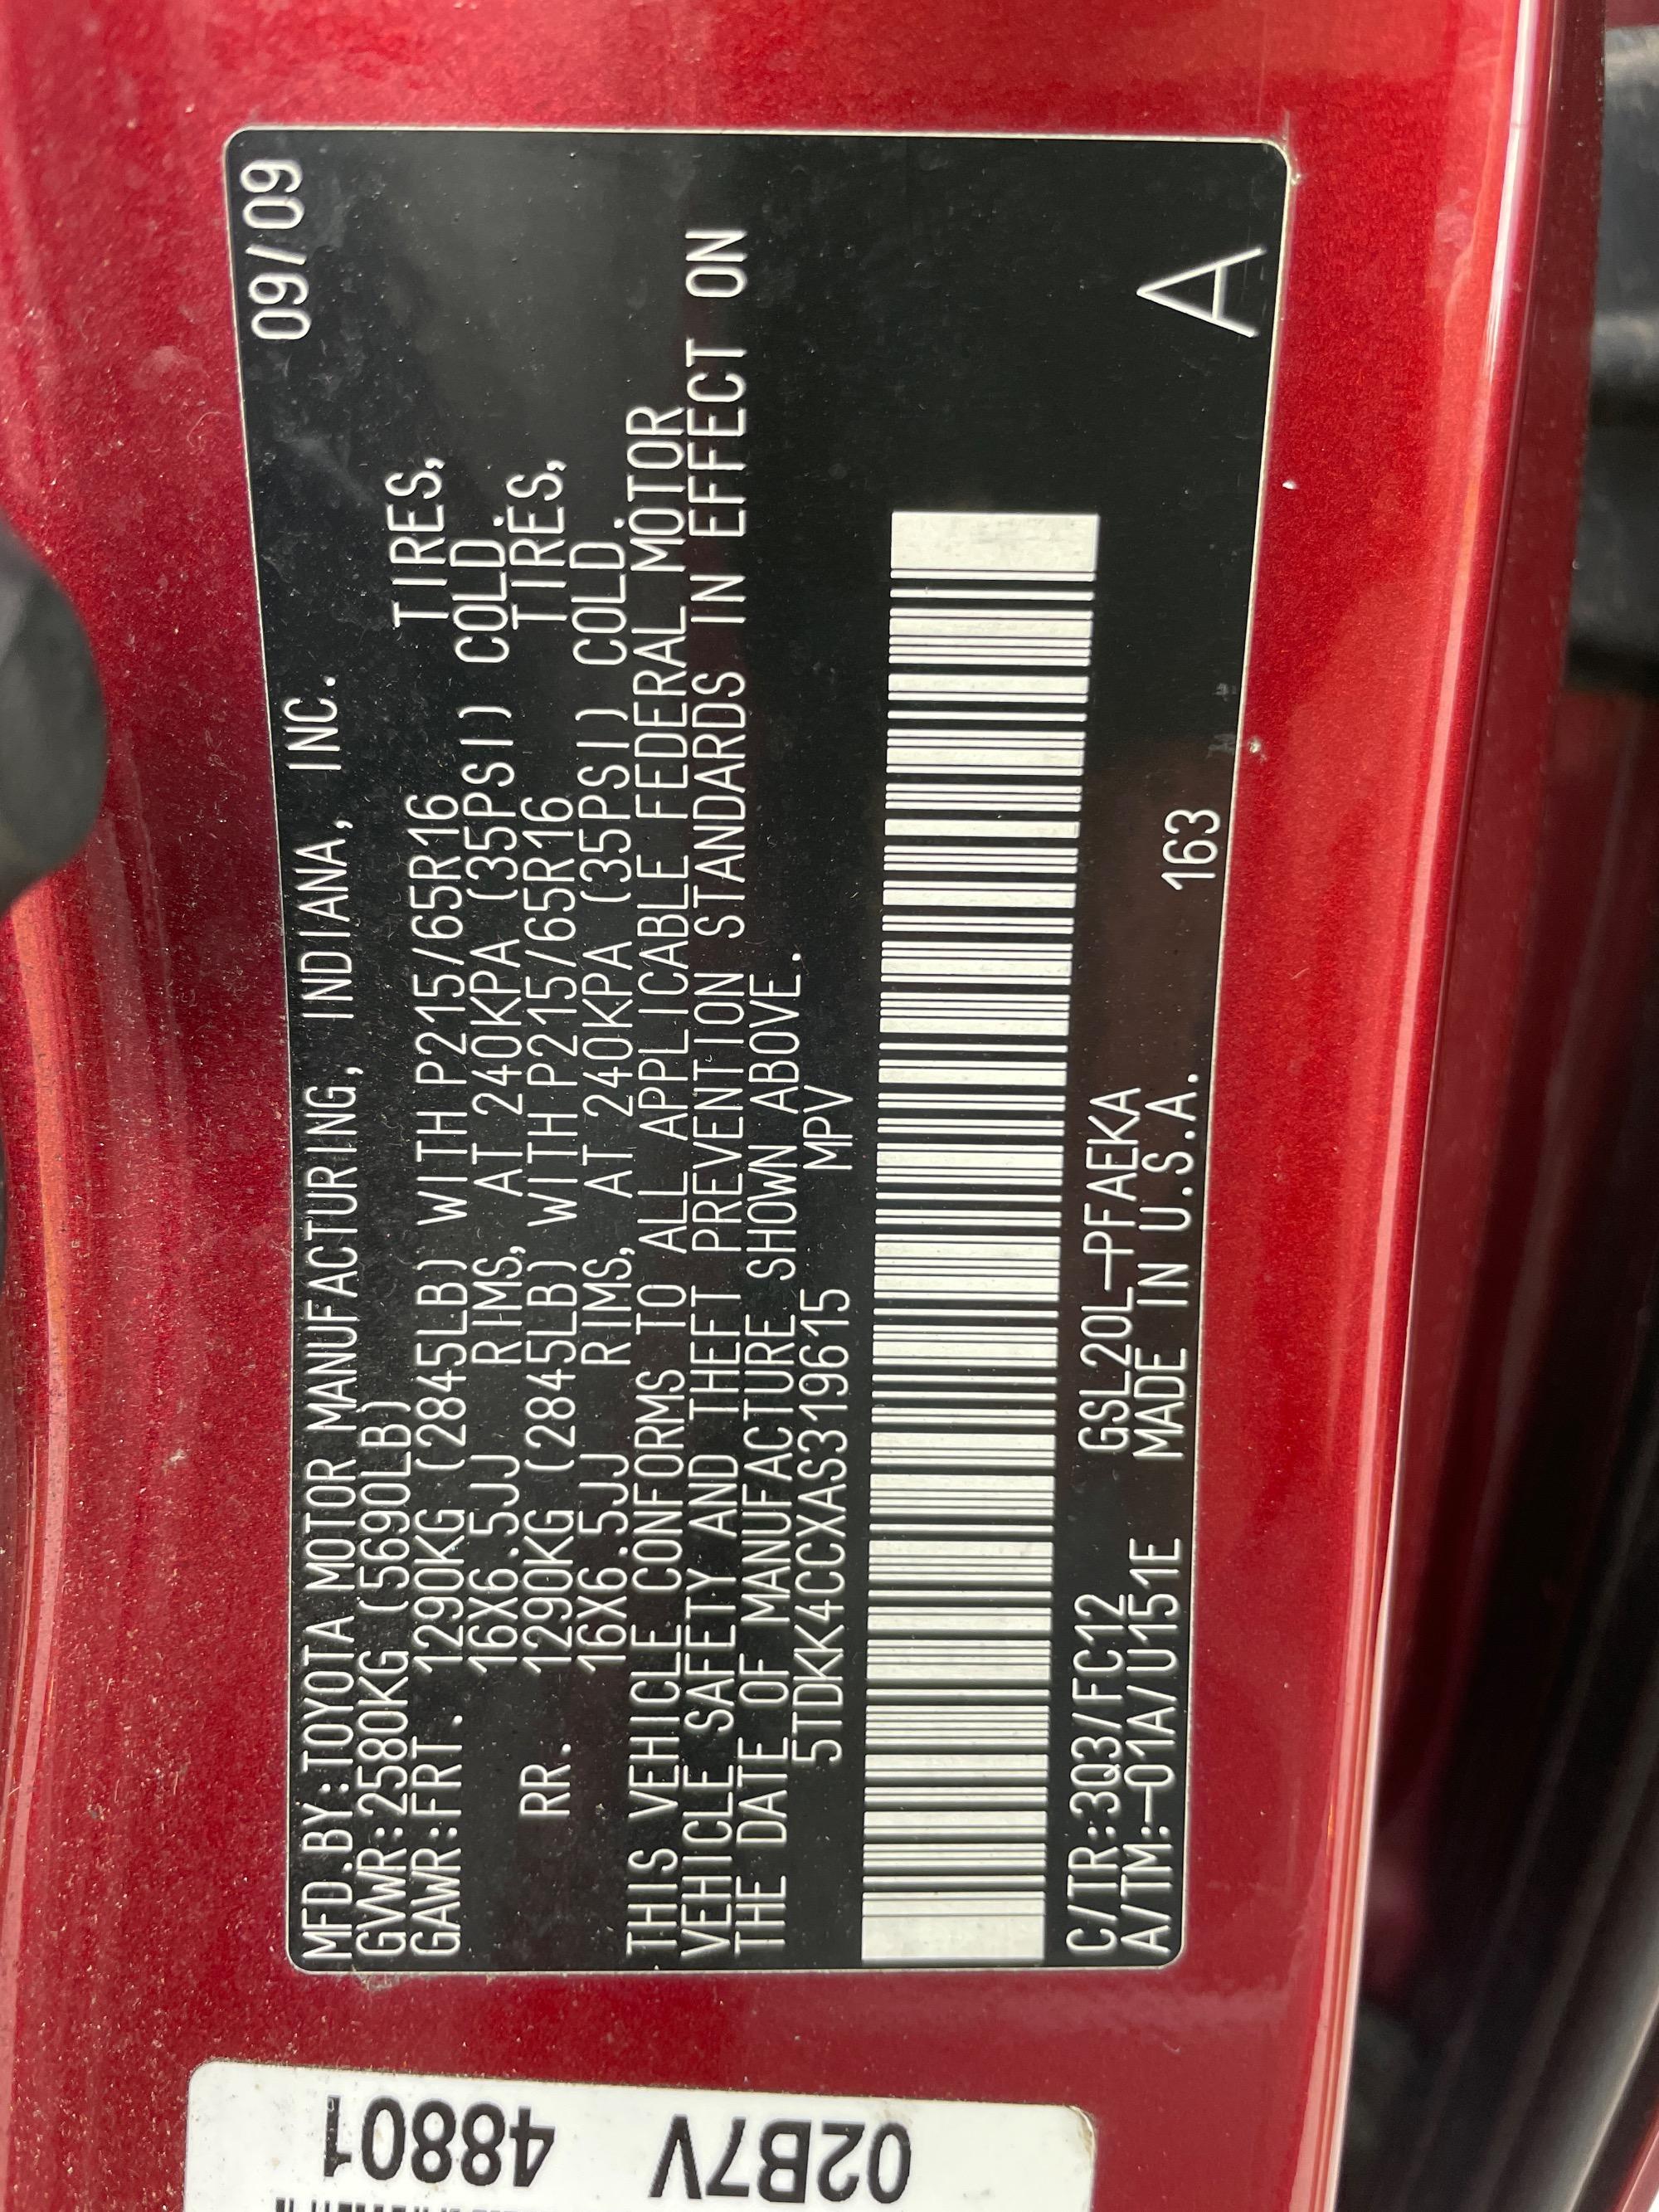 09/09
MFD.BY:TOYOTA MOTOR MANUFACTURING, INDIANA, INC.
GVWR:2580KG (5690LB)
GAWR:FRT. 1290KG (2845LB) WITH P215/65R16 TIRES,
16X6.5JJ RIMS, AT 240KPA (35PSI) COLD.
RR. 1290KG (2845LB) WITH P215/65R16 TIRES,
16X6.5JJ RIMS, AT 240KPA (35PSI) COLD.
THIS VEHICLE CONFORMS TO ALL APPLICABLE FEDERAL MOTOR
VEHICLE SAFETY AND THEFT PREVENTION STANDARDS IN EFFECT ON
THE DATE OF MANUFACTURE SHOWN ABOVE.
5TDKK4CCXAS319615 MPV
C/TR:3Q3/FC12 GSL20L-PFAEKA
A/TM:-01A/U151E MADE IN U.S.A. 163
A
02B7V
48801